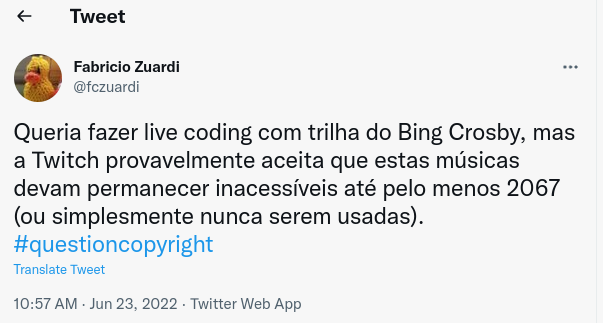 ← Tweet
Fabricio Zuardi
@fczuardi
Queria fazer live coding com trilha do Bing Crosby, mas
a Twitch provavelmente aceita que estas músicas
devam permanecer inacessíveis até pelo menos 2067
(ou simplesmente nunca serem usadas).
#questioncopyright
Translate Tweet
10:57 AM · Jun 23, 2022 · Twitter Web App